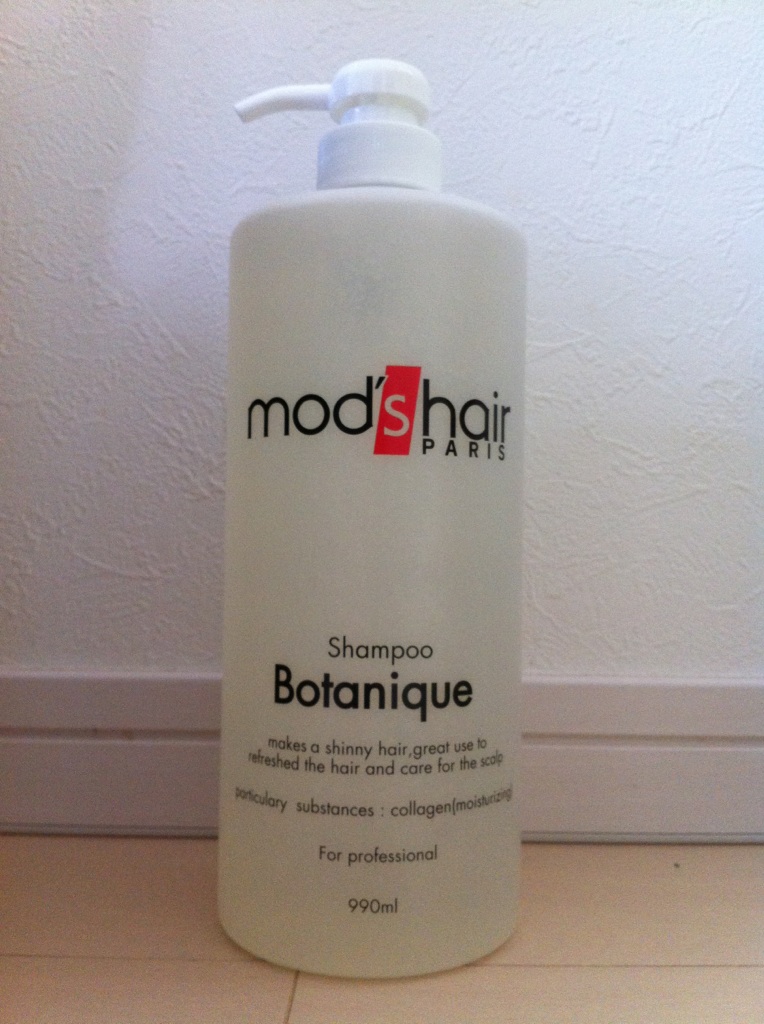 mod's hair
PARIS
Shampoo
Botanique
makes a shinny hair,great use to
refreshed the hair and care for the scalp
particulary substances : collagen(moisturizing)
For professional
990ml